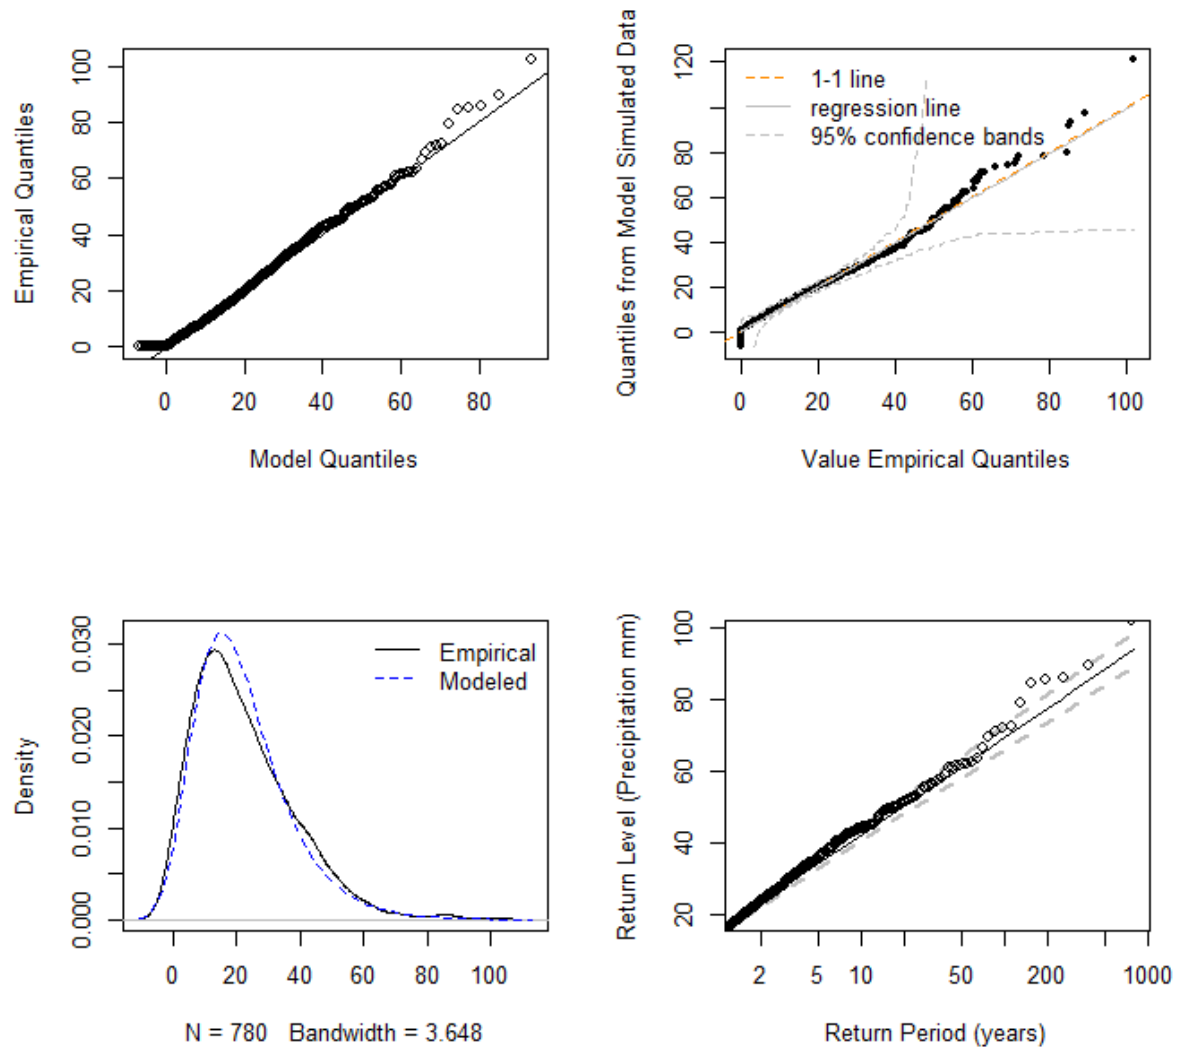 Empirical Quantiles
100
80
60
40
20
0
0 20 40 60 80
Model Quantiles
Quantiles from Model Simulated Data
120
80
60
40
20
0
1-1 line
regression line
95% confidence bands
0 20 40 60 80 100
Value Empirical Quantiles
Density
0.030
0.020
0.010
0.000
Empirical
Modeled
0 20 40 60 80 100
N = 780 Bandwidth = 3.648
Return Level (Precipitation mm)
100
80
60
40
20
2 5 10 50 200 1000
Return Period (years)